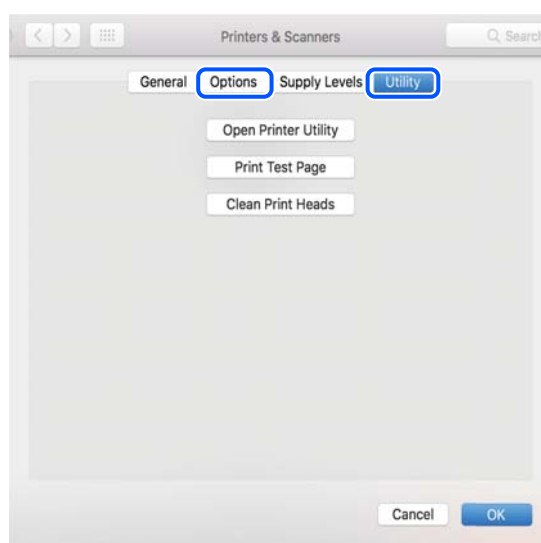 Printers & Scanners
Search
General Options Supply Levels Utility
Open Printer Utility
Print Test Page
Clean Print Heads
Cancel OK